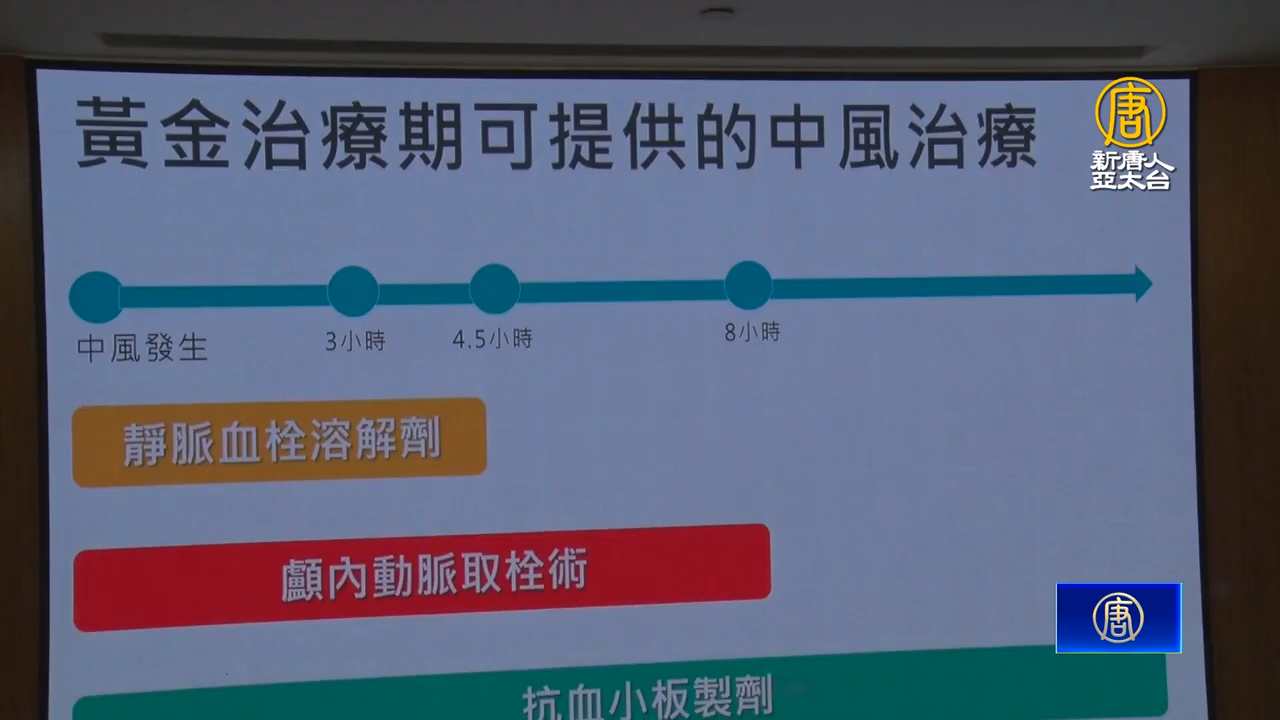 黃金治療期可提供的中風治療
唐
新唐人
亞太台
中風發生
3小時
4.5小時
8小時
靜脈血栓溶解劑
顱內動脈取栓術
唐
抗血小板製劑